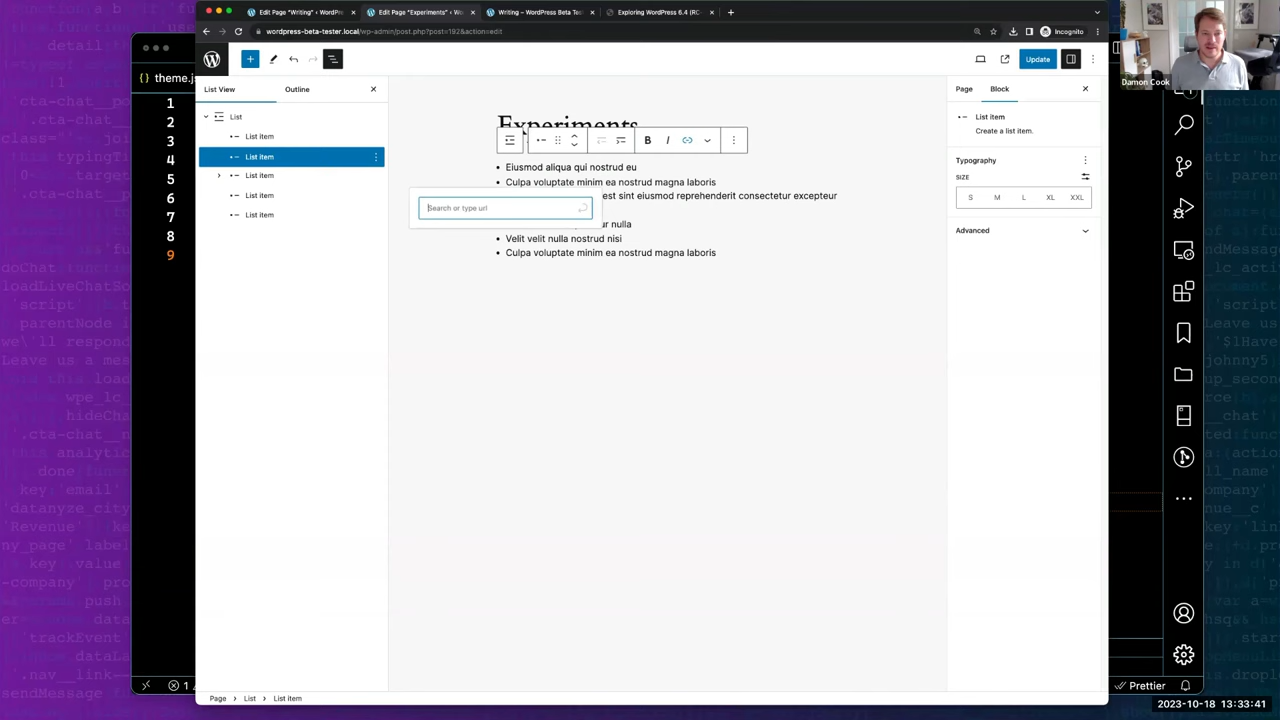 Edit Page "Writing" ‹ WordPre
Edit Page "Experiments" ‹ Wo
Writing – WordPress Beta Tes
Exploring WordPress 6.4 (RC
wordpress-beta-tester.local/wp-admin/post.php?post=192&action=edit
Incognito
Damon Cook
Update
List View
Outline
Page
Block
List
List item
List item
List item
List item
List item
Experiments
B
I
Eiusmod aliqua qui nostrud eu
Culpa voluptate minim ea nostrud magna laboris
est sint eiusmod reprehenderit consectetur excepteur
ur nulla
Velit velit nulla nostrud nisi
Culpa voluptate minim ea nostrud magna laboris
Search or type url
List item
Create a list item.
Typography
SIZE
S
M
L
XL
XXL
Advanced
{ } theme.js
1
2
3
4
5
6
7
8
9
Page
List
List item
1
Prettier
2023-10-18 13:33:41